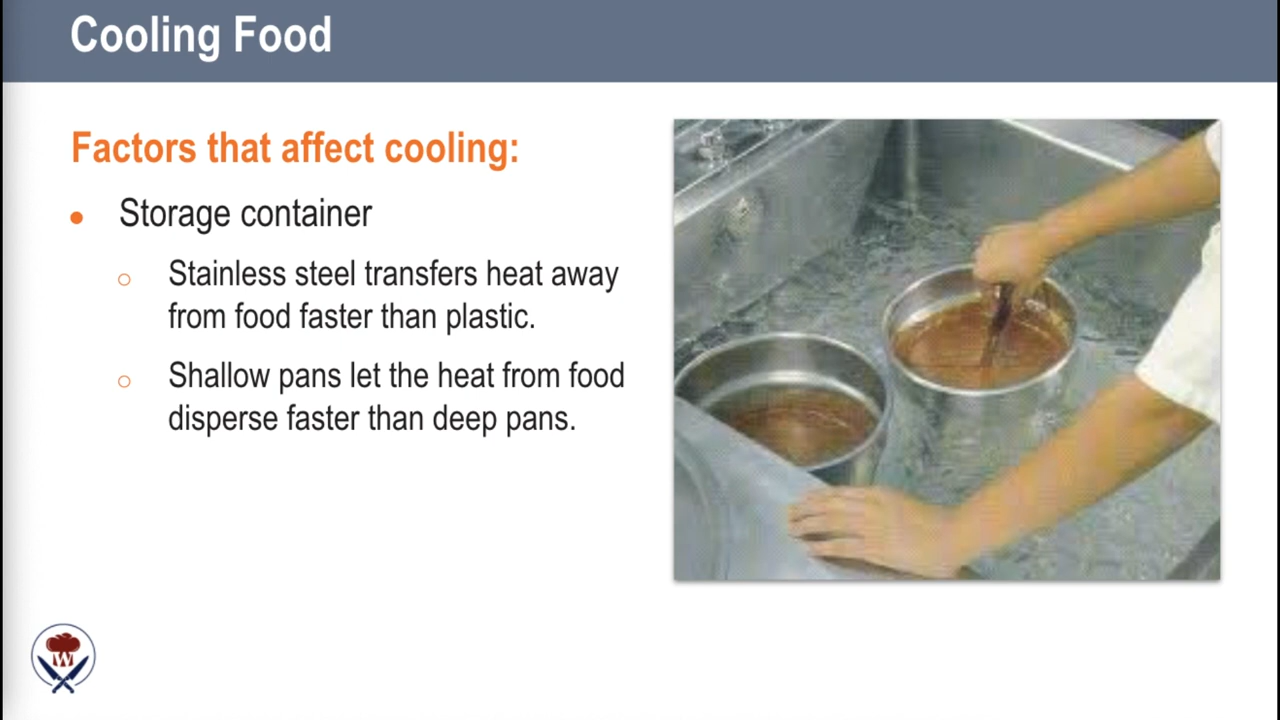 Cooling Food
Factors that affect cooling:
Storage container
Stainless steel transfers heat away
from food faster than plastic.
Shallow pans let the heat from food
disperse faster than deep pans.
W